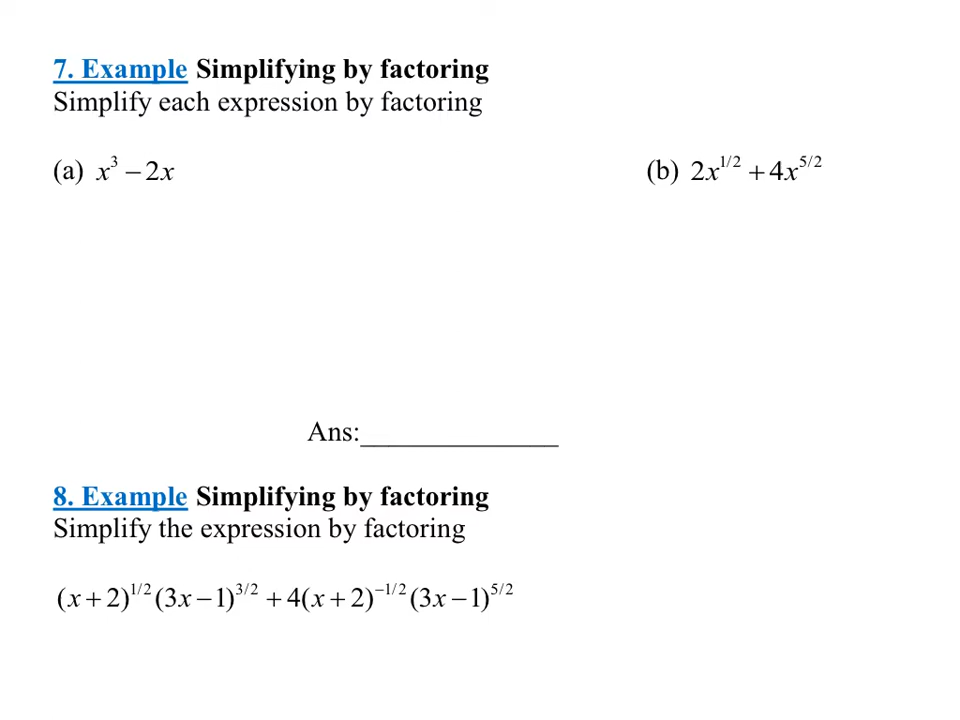 7. Example Simplifying by factoring
Simplify each expression by factoring
(a) x³ − 2x (b) 2x^{1/2} + 4x^{5/2}
Ans:______________
8. Example Simplifying by factoring
Simplify the expression by factoring
(x + 2)^{1/2}(3x − 1)^{3/2} + 4(x + 2)^{−1/2}(3x − 1)^{5/2}